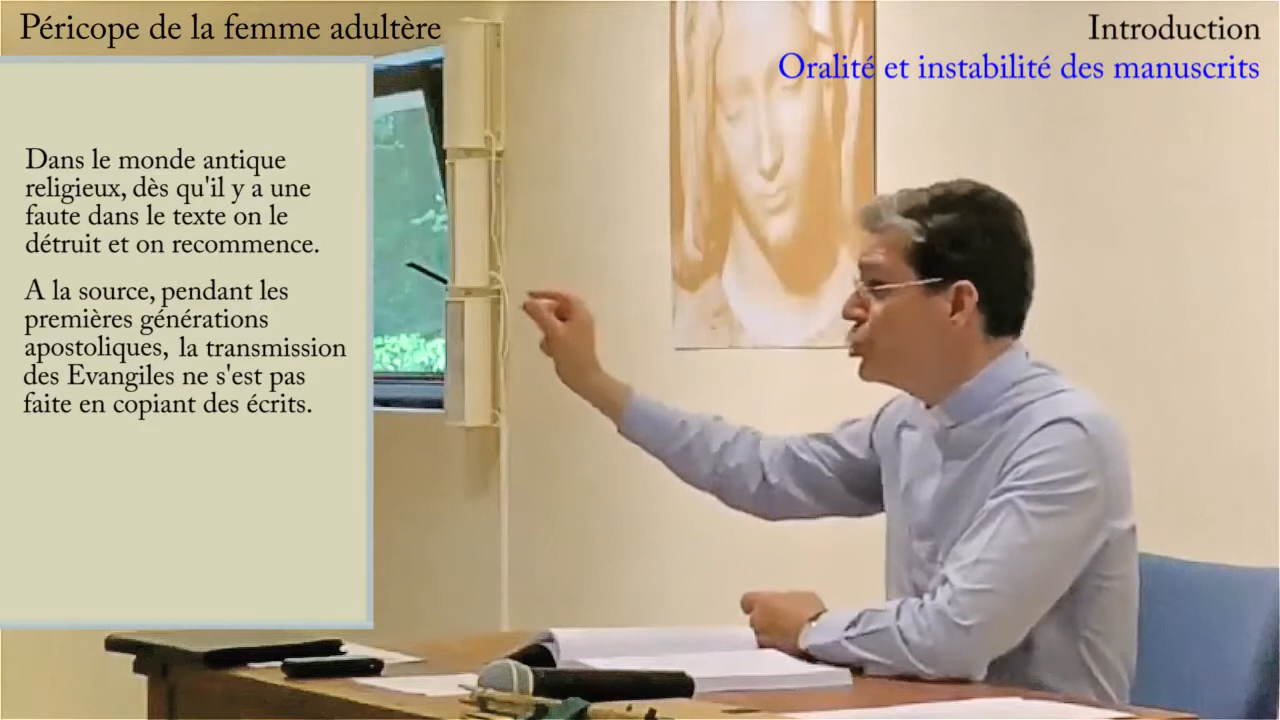 Péricope de la femme adultère
Introduction
Oralité et instabilité des manuscrits
Dans le monde antique
religieux, dès qu'il y a une
faute dans le texte on le
détruit et on recommence.
A la source, pendant les
premières générations
apostoliques, la transmission
des Evangiles ne s'est pas
faite en copiant des écrits.